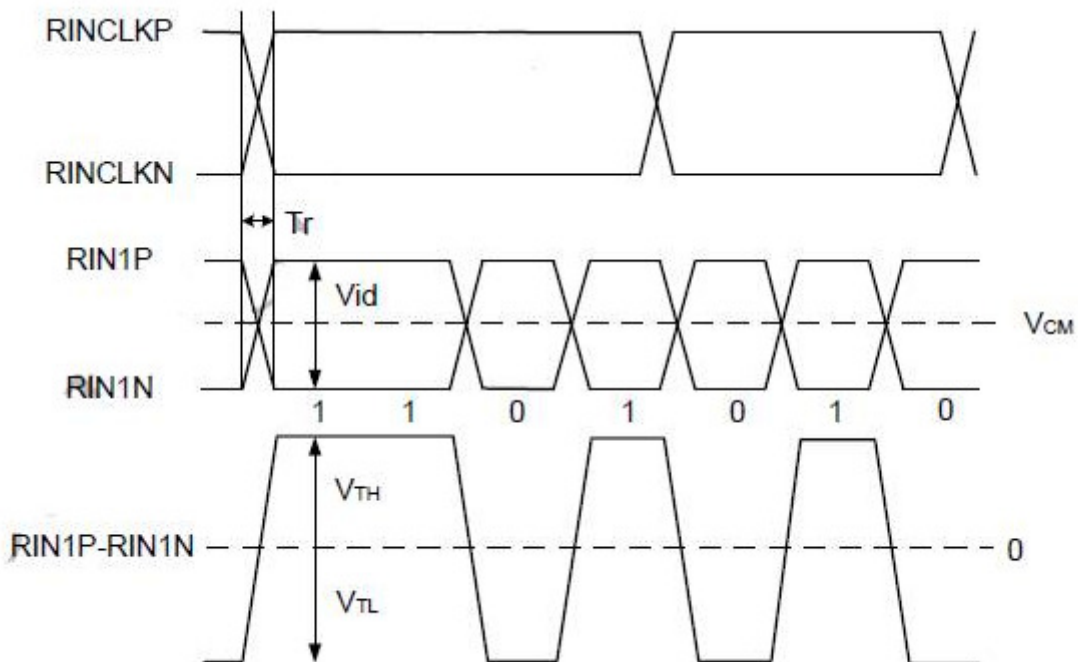 RINCLKP
RINCLKN
Tr
RIN1P
Vid
VCM
RIN1N
1 1 0 1 0 1 0
VTH
RIN1P-RIN1N
0
VTL